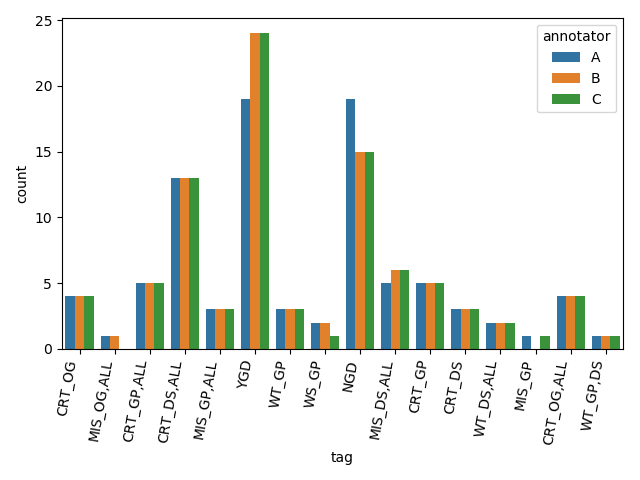 annotator
A
B
C
count
25
20
15
10
5
0
CRT_OG
MIS_OG,ALL
CRT_GP,ALL
CRT_DS,ALL
MIS_GP,ALL
YGD
WT_GP
WS_GP
NGD
MIS_DS,ALL
CRT_GP
CRT_DS
WT_DS,ALL
MIS_GP
CRT_OG,ALL
WT_GP,DS
tag